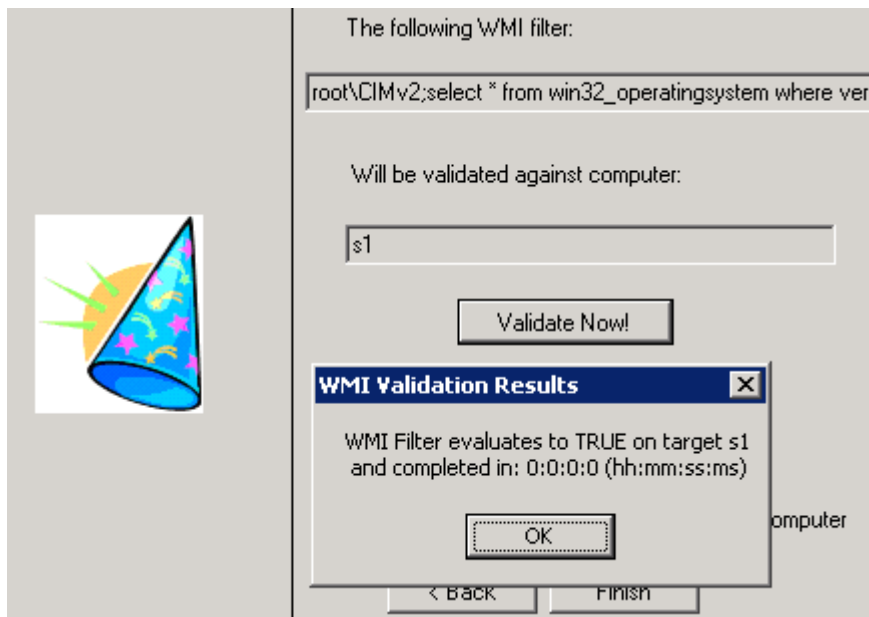 The following WMI filter:
root\CIMv2;select * from win32_operatingsystem where ver
Will be validated against computer:
s1
Validate Now!
WMI Validation Results
WMI Filter evaluates to TRUE on target s1
and completed in: 0:0:0:0 (hh:mm:ss:ms)
omputer
OK
< Back
Finish